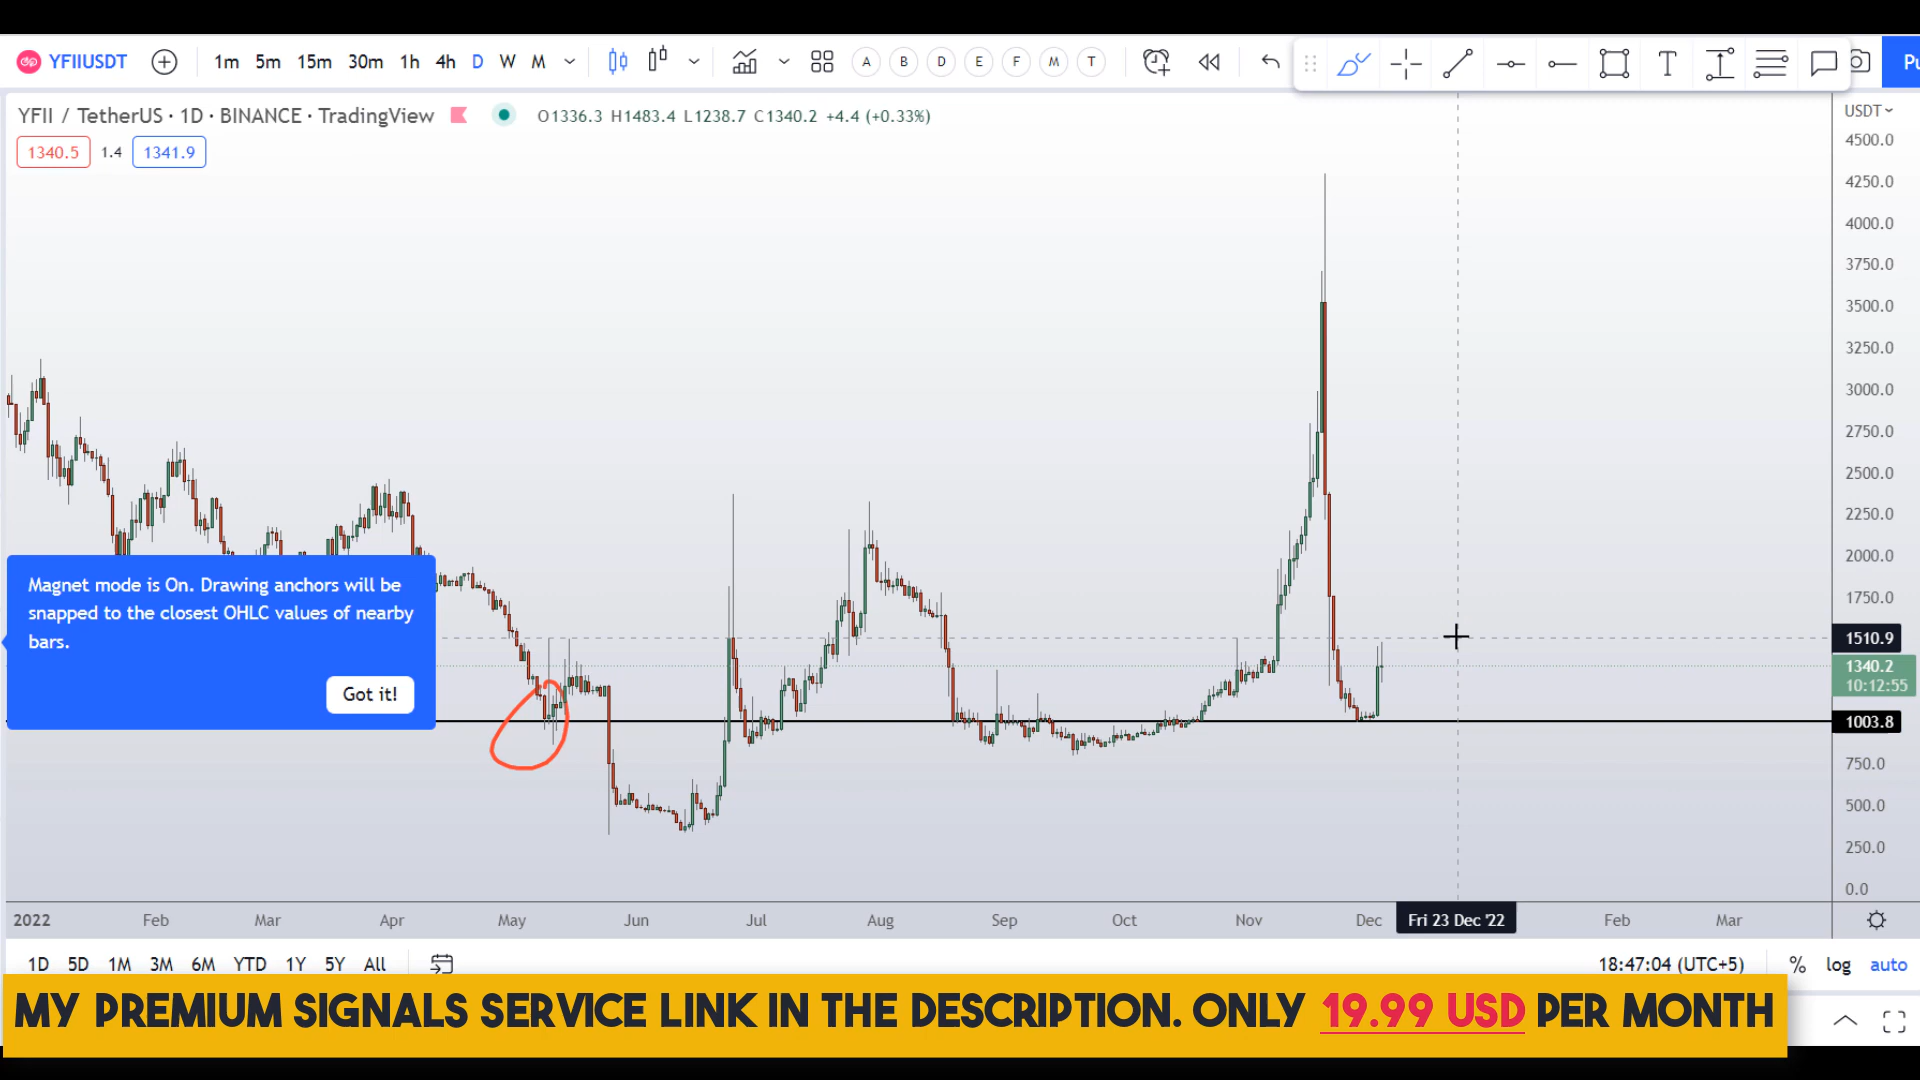 YFIIUSDT 1m 5m 15m 30m 1h 4h D W M A B D E F M T
YFII / TetherUS · 1D · BINANCE · TradingView O1336.3 H1483.4 L1238.7 C1340.2 +4.4 (+0.33%)
USDT
1340.5 1.4 1341.9
4500.0
4250.0
4000.0
3750.0
3500.0
3250.0
3000.0
2750.0
2500.0
2250.0
2000.0
1750.0
1510.9
1340.2
10:12:55
1003.8
750.0
500.0
250.0
0.0
Magnet mode is On. Drawing anchors will be
snapped to the closest OHLC values of nearby
bars.
Got it!
2022 Feb Mar Apr May Jun Jul Aug Sep Oct Nov Dec Fri 23 Dec '22 Feb Mar
1D 5D 1M 3M 6M YTD 1Y 5Y All 18:47:04 (UTC+5) % log auto
MY PREMIUM SIGNALS SERVICE LINK IN THE DESCRIPTION. ONLY 19.99 USD PER MONTH